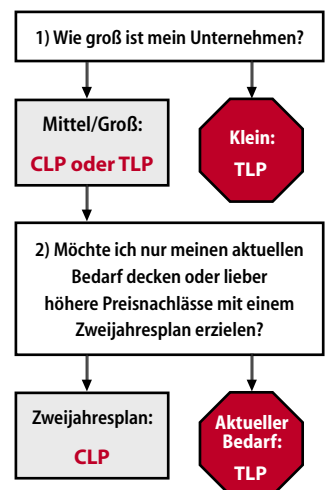 1) Wie groß ist mein Unternehmen?
Mittel/Groß:
CLP oder TLP
Klein:
TLP
2) Möchte ich nur meinen aktuellen
Bedarf decken oder lieber
höhere Preisnachlässe mit einem
Zweijahresplan erzielen?
Zweijahresplan:
CLP
Aktueller
Bedarf:
TLP